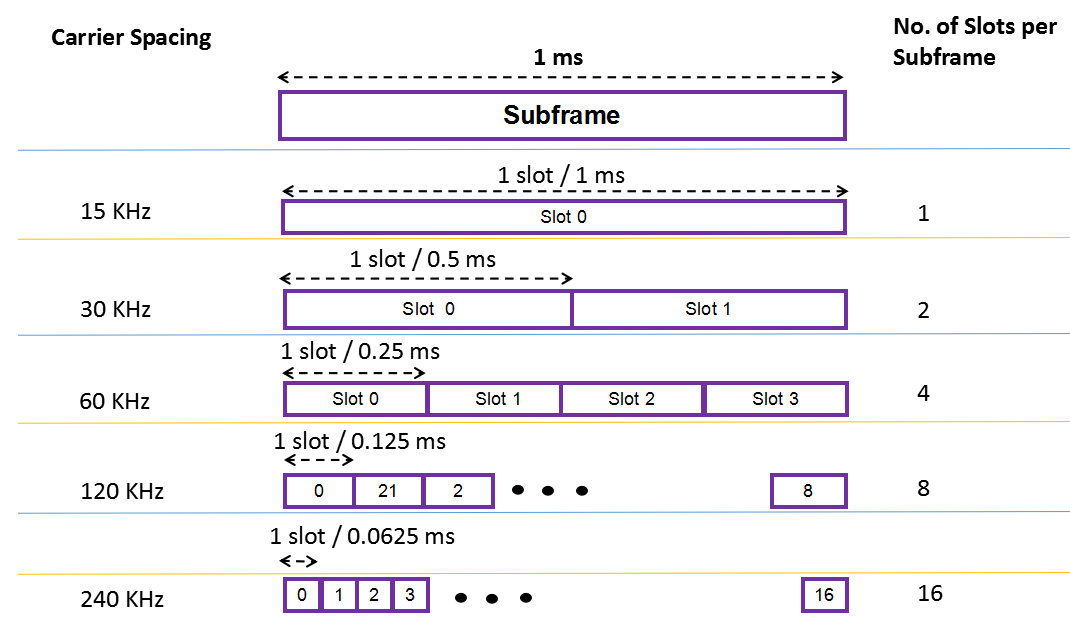 Carrier Spacing
No. of Slots per
Subframe
1 ms
Subframe
1 slot / 1 ms
15 KHz
Slot 0
1
1 slot / 0.5 ms
30 KHz
Slot 0
Slot 1
2
1 slot / 0.25 ms
60 KHz
Slot 0
Slot 1
Slot 2
Slot 3
4
1 slot / 0.125 ms
120 KHz
0
21
2
8
8
1 slot / 0.0625 ms
240 KHz
0
1
2
3
16
16